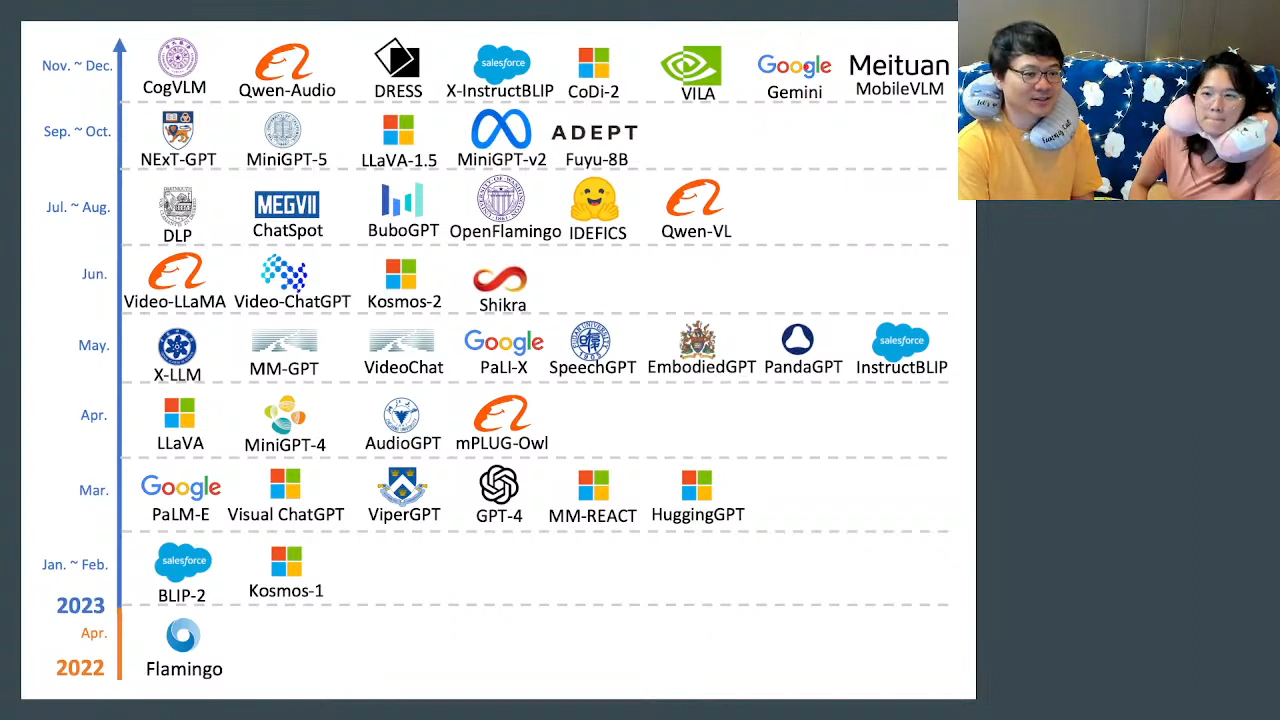 Nov. ~ Dec.
salesforce
Google
Meituan
CogVLM Qwen-Audio DRESS X-InstructBLIP CoDi-2 VILA Gemini MobileVLM
Sep. ~ Oct.
ADEPT
NExT-GPT MiniGPT-5 LLaVA-1.5 MiniGPT-v2 Fuyu-8B
Jul. ~ Aug.
MEGVII
DLP ChatSpot BuboGPT OpenFlamingo IDEFICS Qwen-VL
Jun.
Video-LLaMA Video-ChatGPT Kosmos-2 Shikra
May.
Google
salesforce
X-LLM MM-GPT VideoChat PaLI-X SpeechGPT EmbodiedGPT PandaGPT InstructBLIP
Apr.
LLaVA MiniGPT-4 AudioGPT mPLUG-Owl
Mar.
Google
PaLM-E Visual ChatGPT ViperGPT GPT-4 MM-REACT HuggingGPT
Jan. ~ Feb.
salesforce
BLIP-2 Kosmos-1
2023
Apr.
Flamingo
2022